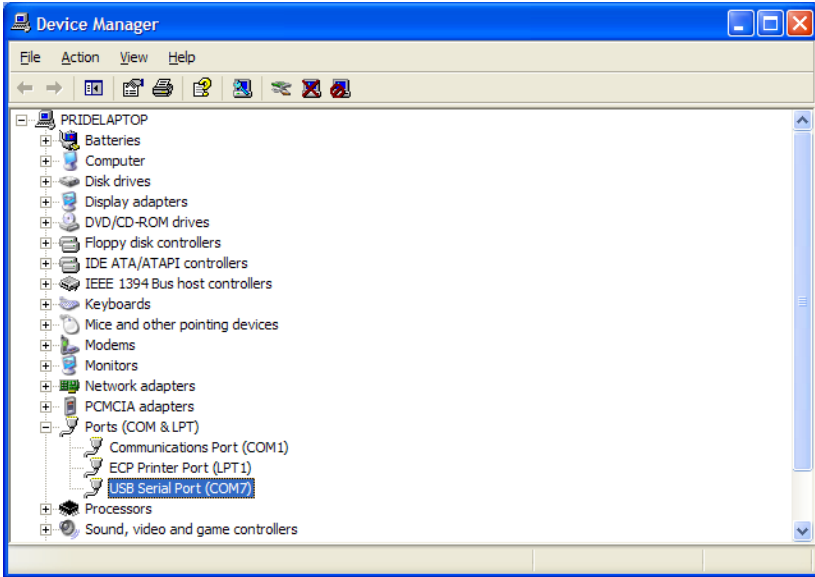 Device Manager
File Action View Help
PRIDELAPTOP
Batteries
Computer
Disk drives
Display adapters
DVD/CD-ROM drives
Floppy disk controllers
IDE ATA/ATAPI controllers
IEEE 1394 Bus host controllers
Keyboards
Mice and other pointing devices
Modems
Monitors
Network adapters
PCMCIA adapters
Ports (COM & LPT)
Communications Port (COM1)
ECP Printer Port (LPT1)
USB Serial Port (COM7)
Processors
Sound, video and game controllers